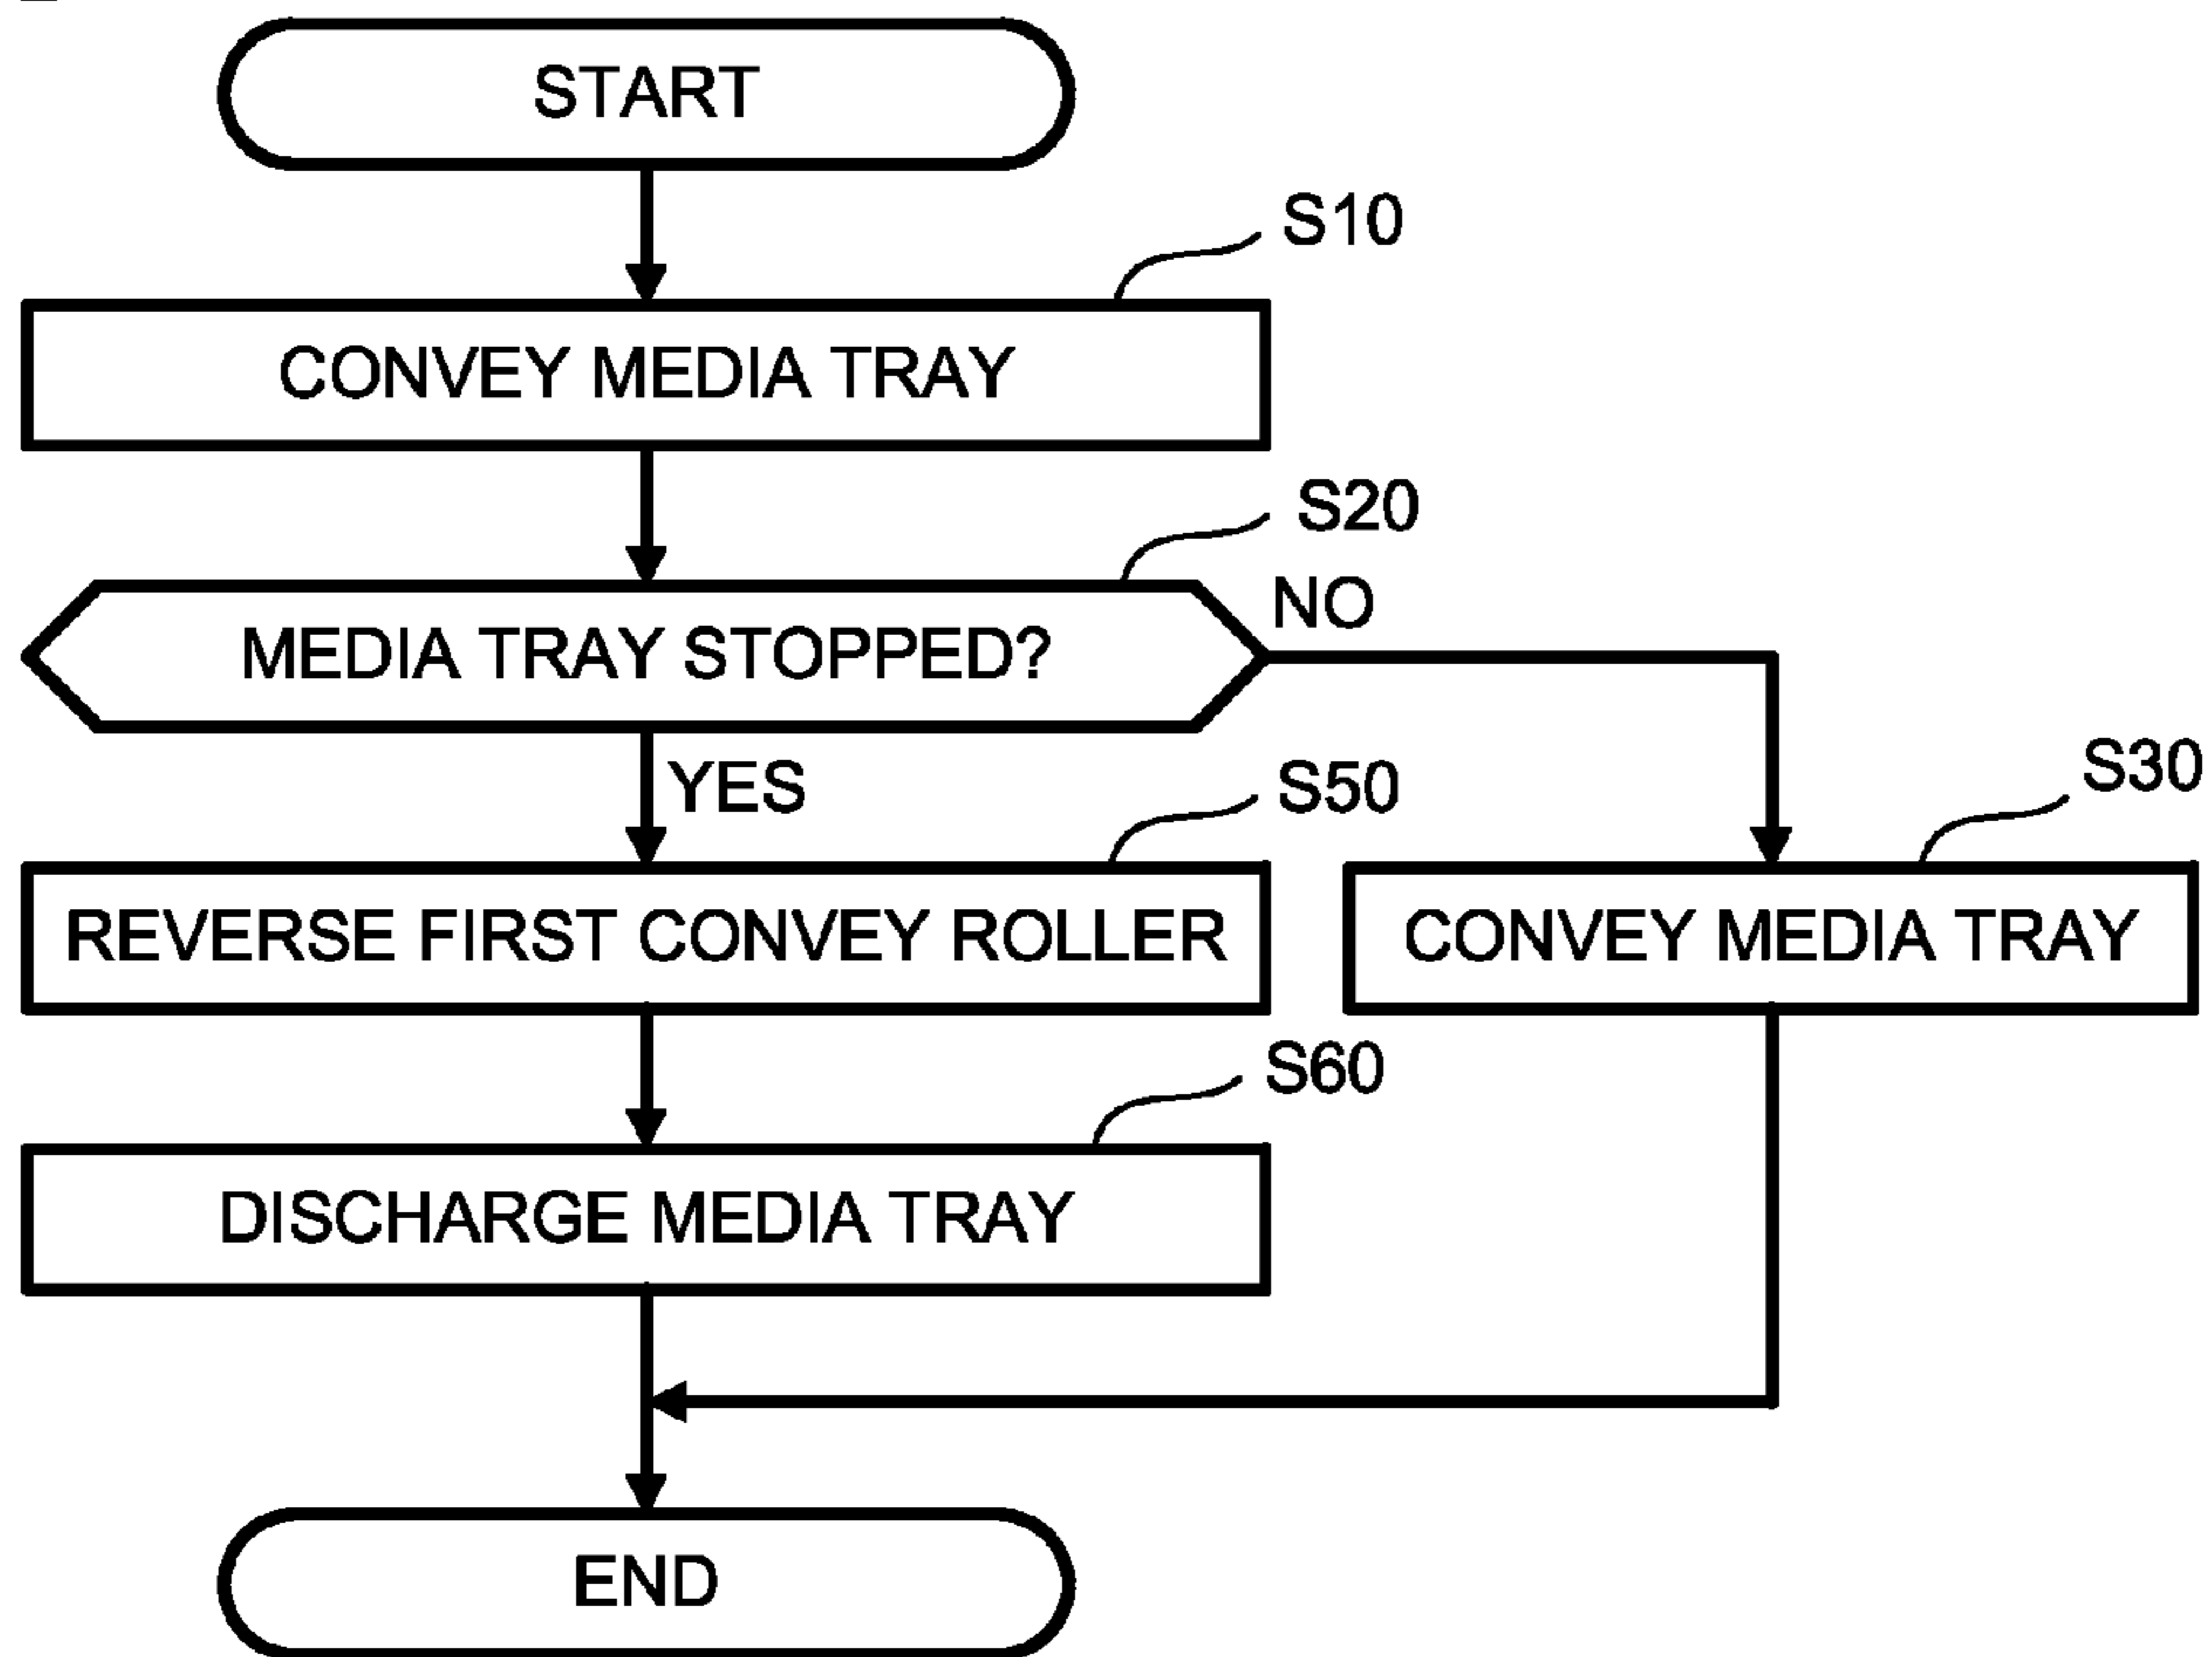 START
S10
CONVEY MEDIA TRAY
S20
MEDIA TRAY STOPPED?
NO
YES
S50
S30
REVERSE FIRST CONVEY ROLLER
CONVEY MEDIA TRAY
S60
DISCHARGE MEDIA TRAY
END